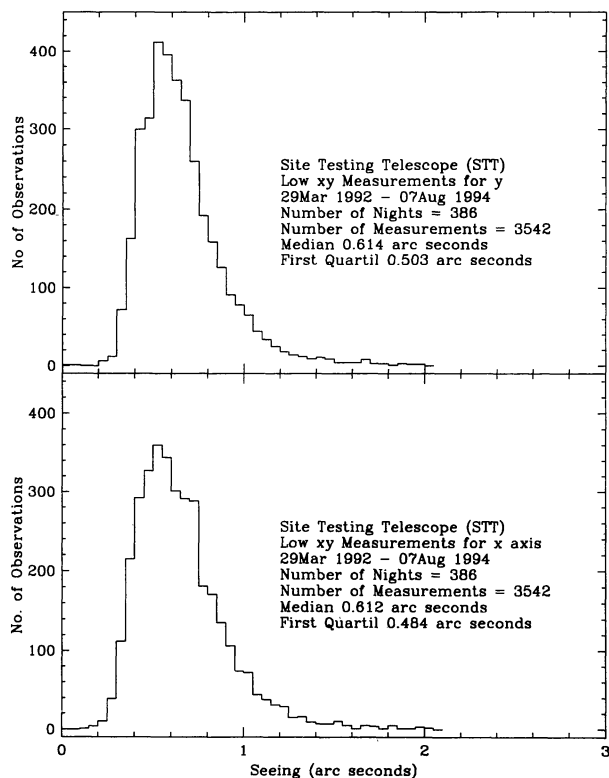 400
300
200
100
0
No of Observations
Site Testing Telescope (STT)
Low xy Measurements for y
29Mar 1992 – 07Aug 1994
Number of Nights = 386
Number of Measurements = 3542
Median 0.614 arc seconds
First Quartil 0.503 arc seconds
400
300
200
100
0
No. of Observations
Site Testing Telescope (STT)
Low xy Measurements for x axis
29Mar 1992 – 07Aug 1994
Number of Nights = 386
Number of Measurements = 3542
Median 0.612 arc seconds
First Quartil 0.484 arc seconds
0 1 2 3
Seeing (arc seconds)